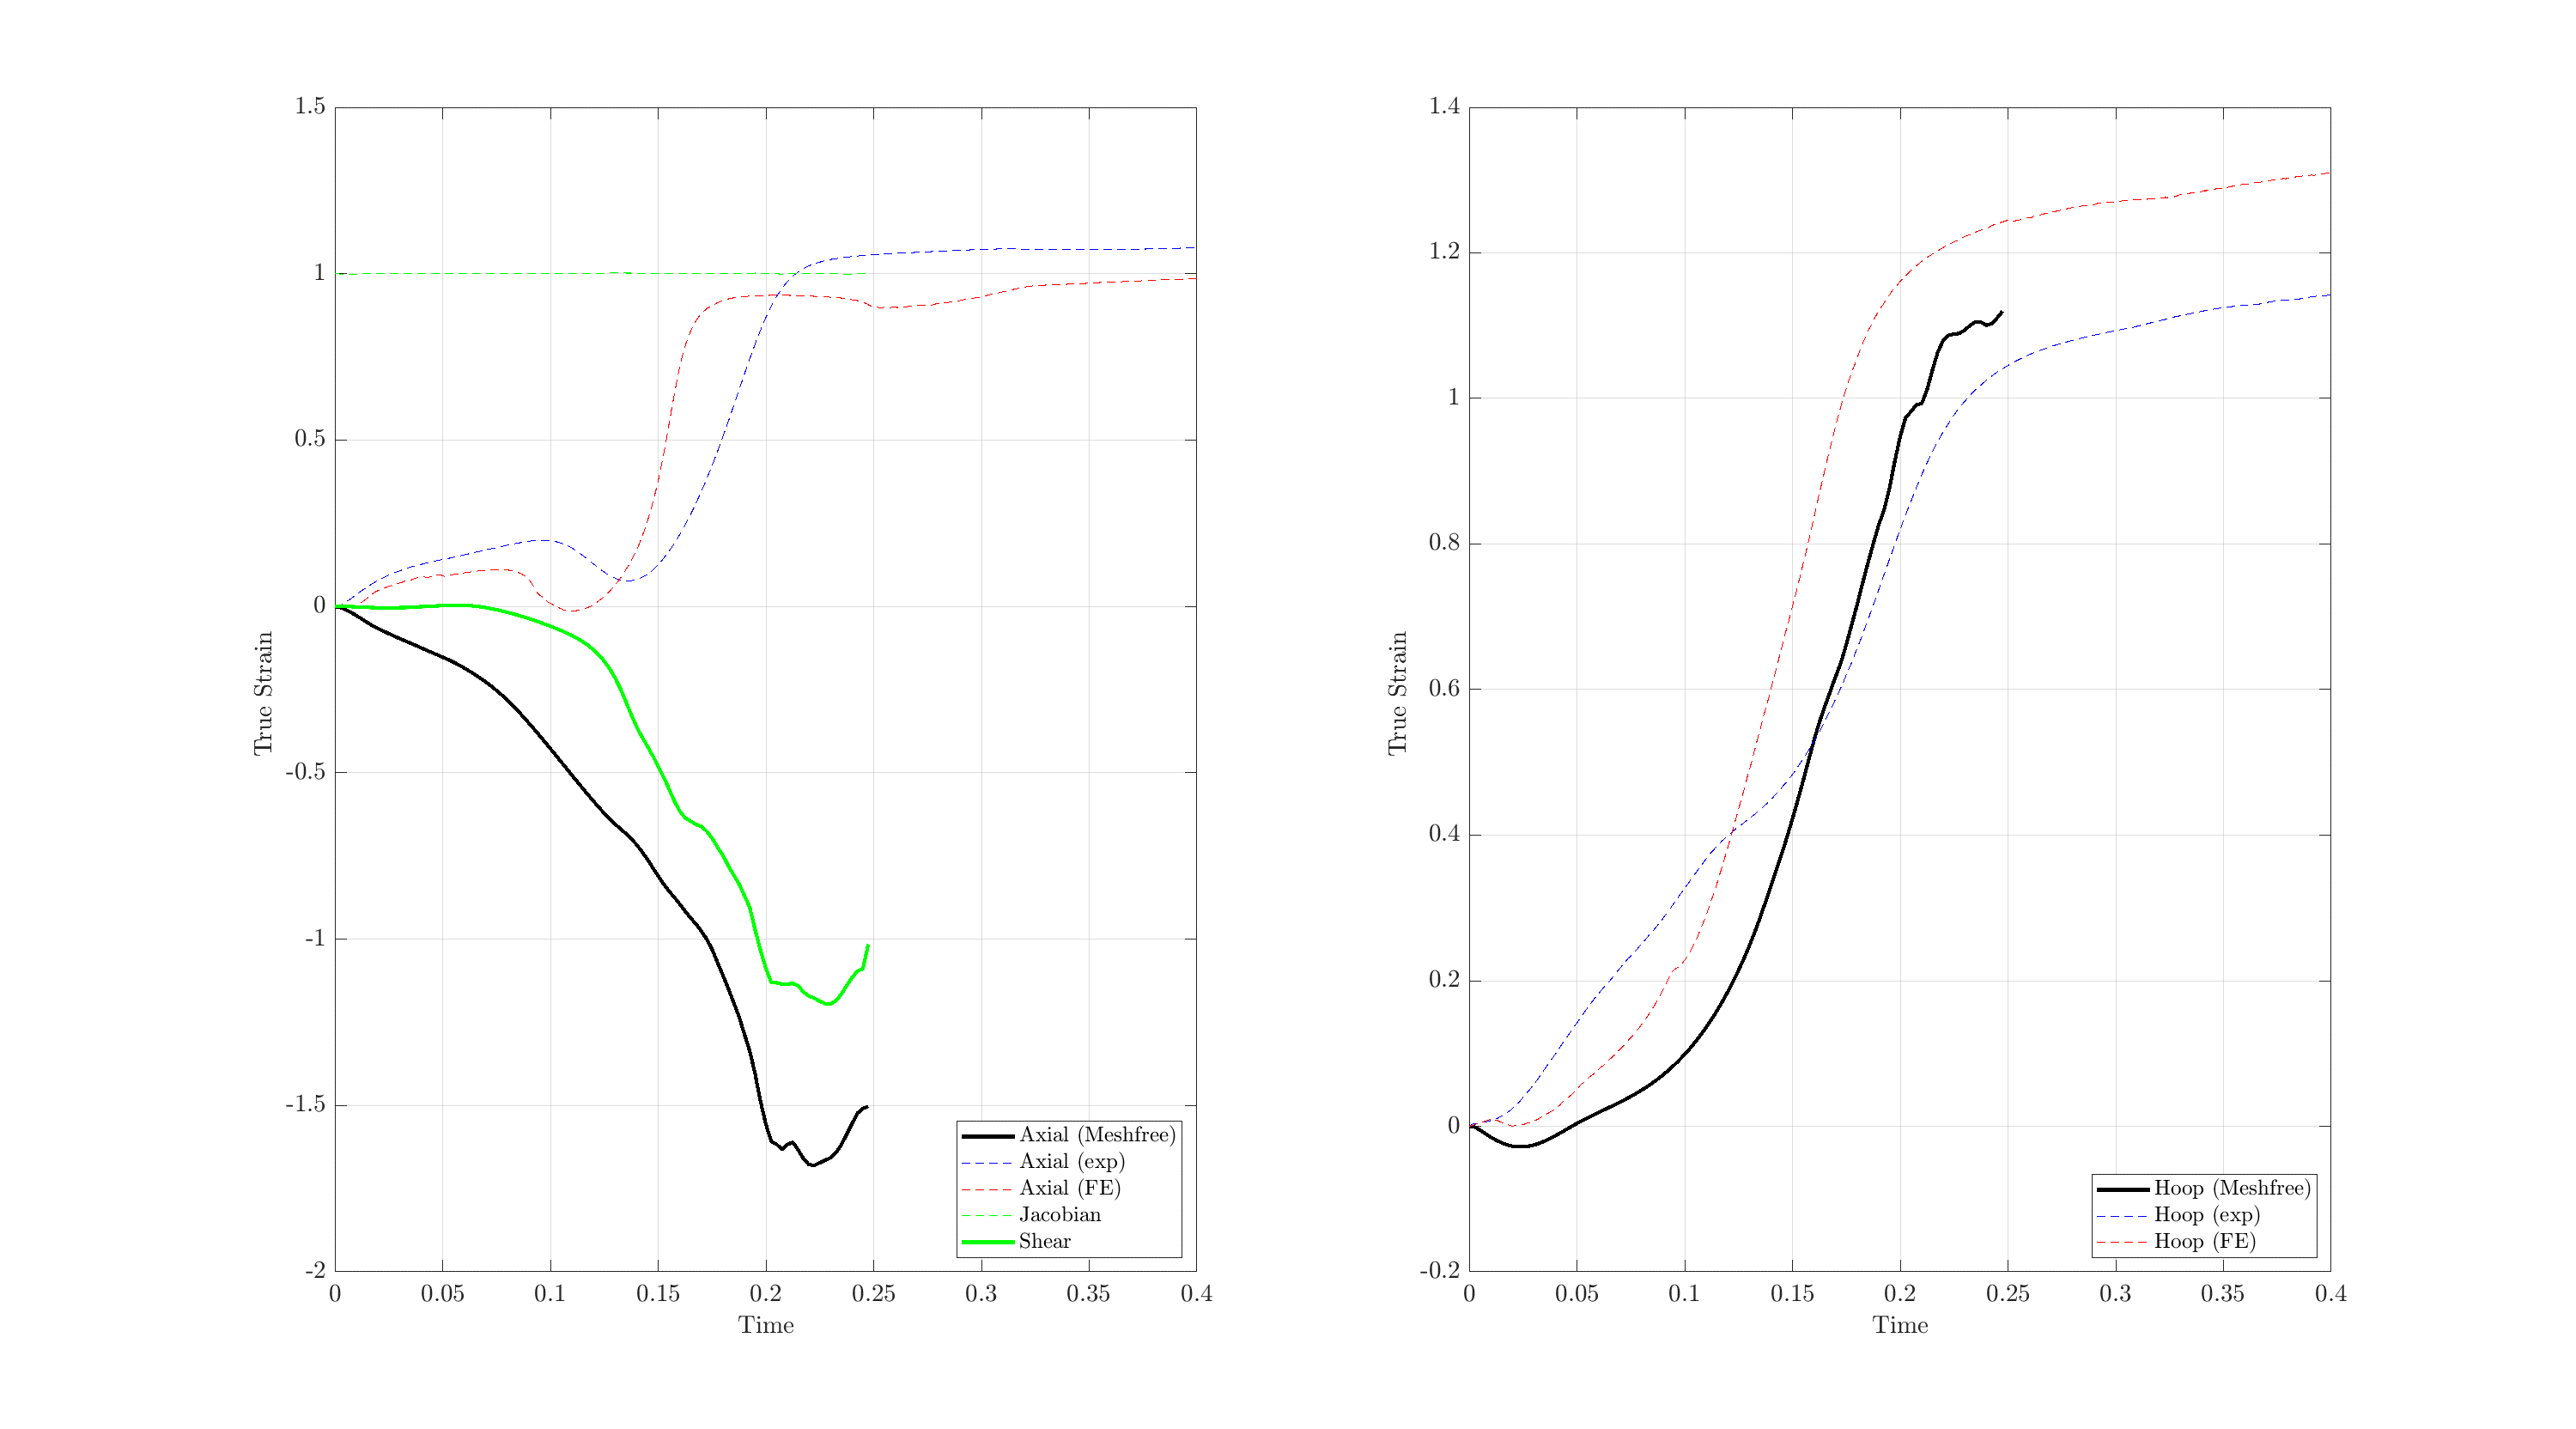 1.5
1
0.5
0
-0.5
-1
-1.5
-2
True Strain
0 0.05 0.1 0.15 0.2 0.25 0.3 0.35 0.4
Time
Axial (Meshfree)
Axial (exp)
Axial (FE)
Jacobian
Shear
1.4
1.2
1
0.8
0.6
0.4
0.2
0
-0.2
True Strain
0 0.05 0.1 0.15 0.2 0.25 0.3 0.35 0.4
Time
Hoop (Meshfree)
Hoop (exp)
Hoop (FE)